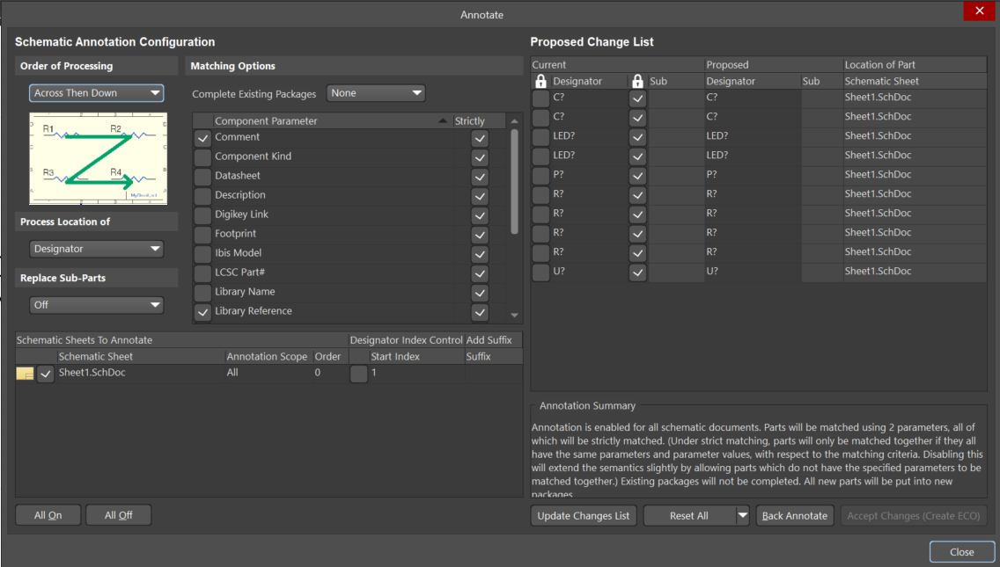 Annotate
Schematic Annotation Configuration
Order of Processing
Across Then Down
R1 R2
R3 R4
Process Location of
Designator
Replace Sub-Parts
Off
Matching Options
Complete Existing Packages None
Component Parameter Strictly
Comment
Component Kind
Datasheet
Description
Digikey Link
Footprint
Ibis Model
LCSC Part#
Library Name
Library Reference
Schematic Sheets To Annotate Designator Index Control Add Suffix
Schematic Sheet Annotation Scope Order Start Index Suffix
Sheet1.SchDoc All 0 1
All On All Off
Proposed Change List
Current Proposed Location of Part
Designator Sub Designator Sub Schematic Sheet
C? C? Sheet1.SchDoc
C? C? Sheet1.SchDoc
LED? LED? Sheet1.SchDoc
LED? LED? Sheet1.SchDoc
P? P? Sheet1.SchDoc
R? R? Sheet1.SchDoc
R? R? Sheet1.SchDoc
R? R? Sheet1.SchDoc
R? R? Sheet1.SchDoc
U? U? Sheet1.SchDoc
Annotation Summary
Annotation is enabled for all schematic documents. Parts will be matched using 2 parameters, all of
which will be strictly matched. (Under strict matching, parts will only be matched together if they all
have the same parameters and parameter values, with respect to the matching criteria. Disabling this
will extend the semantics slightly by allowing parts which do not have the specified parameters to be
matched together.) Existing packages will not be completed. All new parts will be put into new
packages
Update Changes List Reset All Back Annotate Accept Changes (Create ECO)
Close